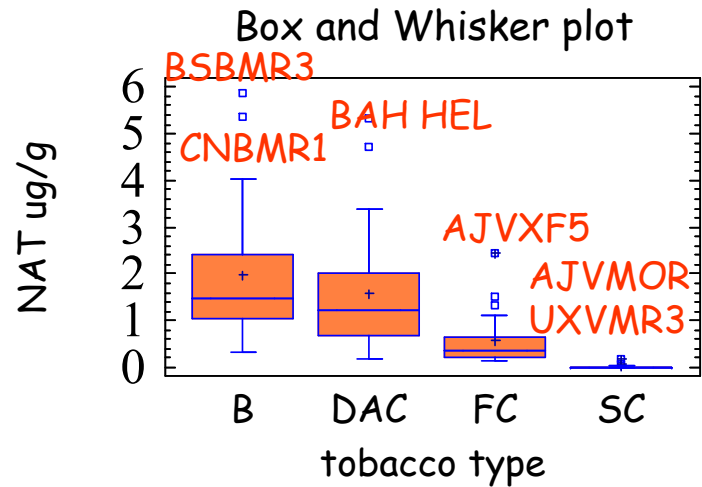 Box and Whisker plot
BSBMR3
6
BAH HEL
5
CNBMR1
4
AJVXF5
3
AJVMOR
2
UXVMR3
1
0
NAT ug/g
B DAC FC SC
tobacco type